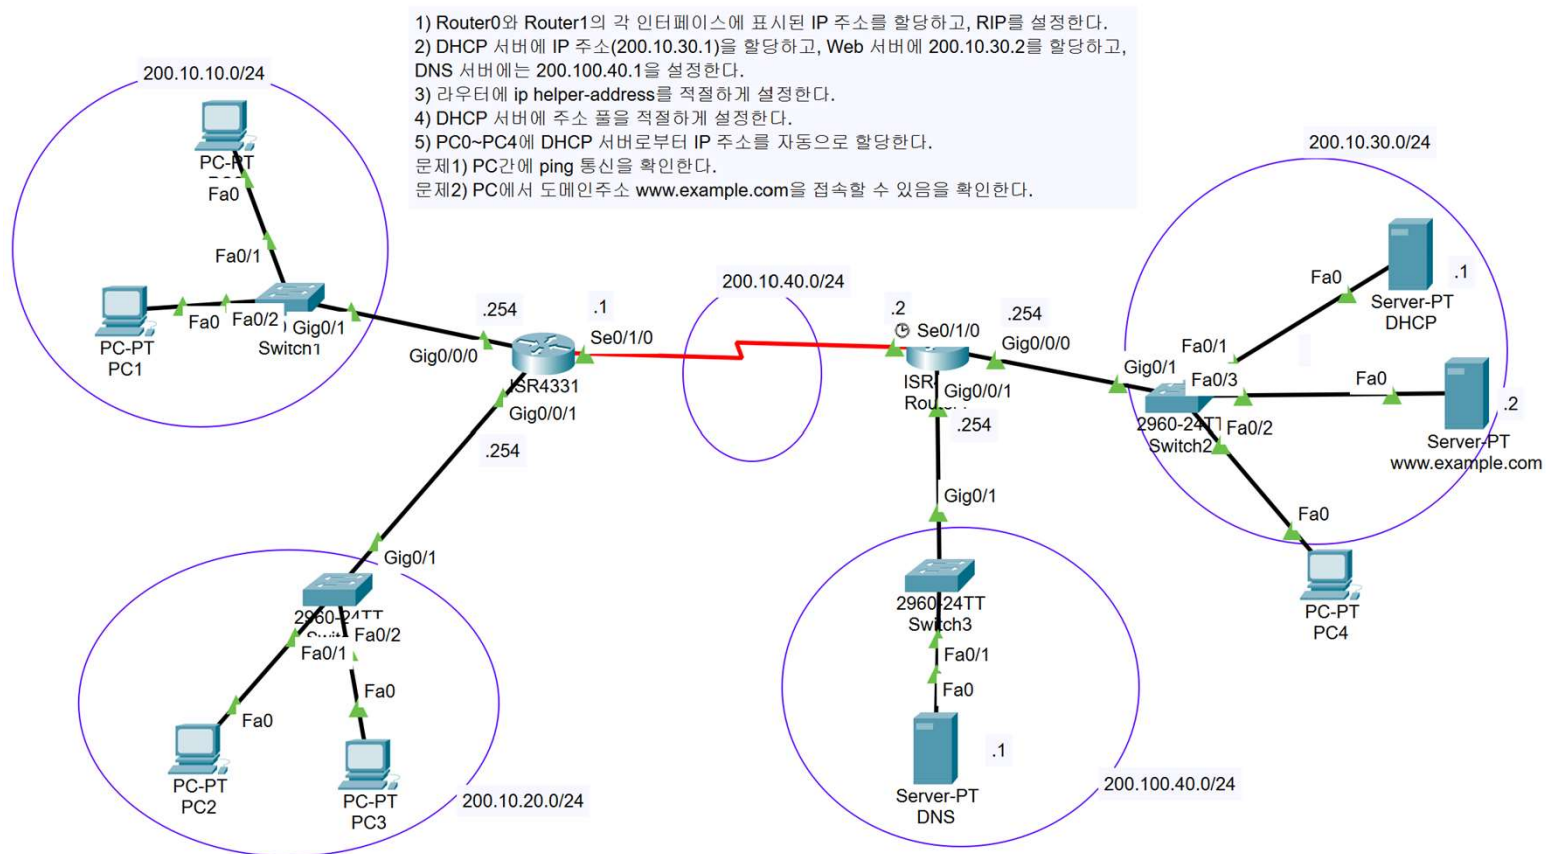 1) Router0와 Router1의 각 인터페이스에 표시된 IP 주소를 할당하고, RIP를 설정한다.
2) DHCP 서버에 IP 주소(200.10.30.1)을 할당하고, Web 서버에 200.10.30.2를 할당하고,
DNS 서버에는 200.100.40.1을 설정한다.
3) 라우터에 ip helper-address를 적절하게 설정한다.
4) DHCP 서버에 주소 풀을 적절하게 설정한다.
5) PC0~PC4에 DHCP 서버로부터 IP 주소를 자동으로 할당한다.
문제1) PC간에 ping 통신을 확인한다.
문제2) PC에서 도메인주소 www.example.com을 접속할 수 있음을 확인한다.
200.10.10.0/24
PC-PT
Fa0
Fa0/1
Fa0
Fa0/2
Gig0/1
Switch1
PC-PT
PC1
.254
Gig0/0/0
.1
Se0/1/0
ISR4331
Gig0/0/1
.254
200.10.40.0/24
.2
Se0/1/0
.254
Gig0/0/0
Gig0/0/1
.254
Gig0/1
200.10.30.0/24
Fa0
.1
Server-PT
DHCP
Fa0/1
Gig0/1
Fa0/3
Fa0
.2
2960-24TT
Switch2
Fa0/2
Server-PT
www.example.com
Fa0
PC-PT
PC4
Gig0/1
2960-24TT
Switch3
Fa0/1
Fa0
.1
Server-PT
DNS
200.100.40.0/24
Gig0/1
2960-24TT
Fa0/2
Fa0/1
Fa0
Fa0
PC-PT
PC2
PC-PT
PC3
200.10.20.0/24